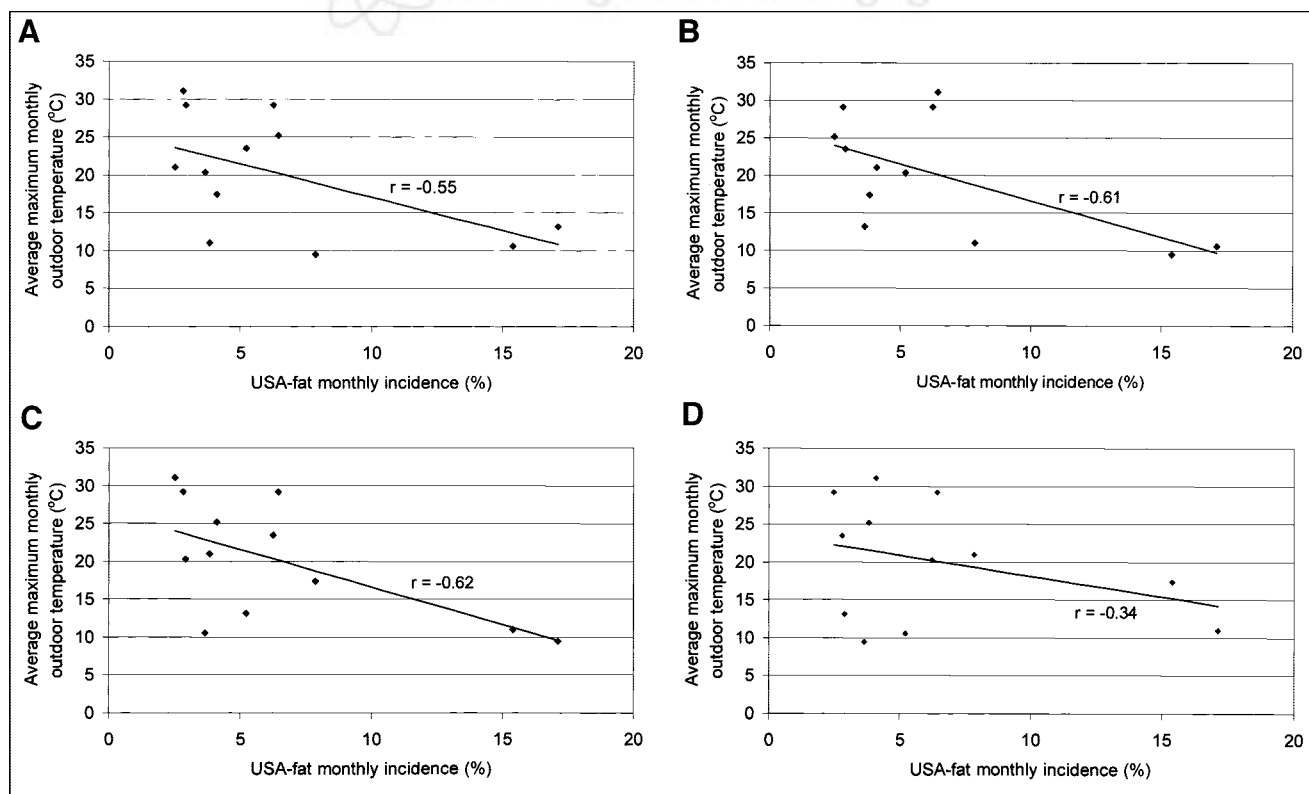 A
35
30
25
20
15
10
5
0
0 5 10 15 20
Average maximum monthly
outdoor temperature (°C)
r = -0.55
USA-fat monthly incidence (%)
B
35
30
25
20
15
10
5
0
0 5 10 15 20
Average maximum monthly
outdoor temperature (°C)
r = -0.61
USA-fat monthly incidence (%)
C
35
30
25
20
15
10
5
0
0 5 10 15 20
Average maximum monthly
outdoor temperature (°C)
r = -0.62
USA-fat monthly incidence (%)
D
35
30
25
20
15
10
5
0
0 5 10 15 20
Average maximum monthly
outdoor temperature (°C)
r = -0.34
USA-fat monthly incidence (%)